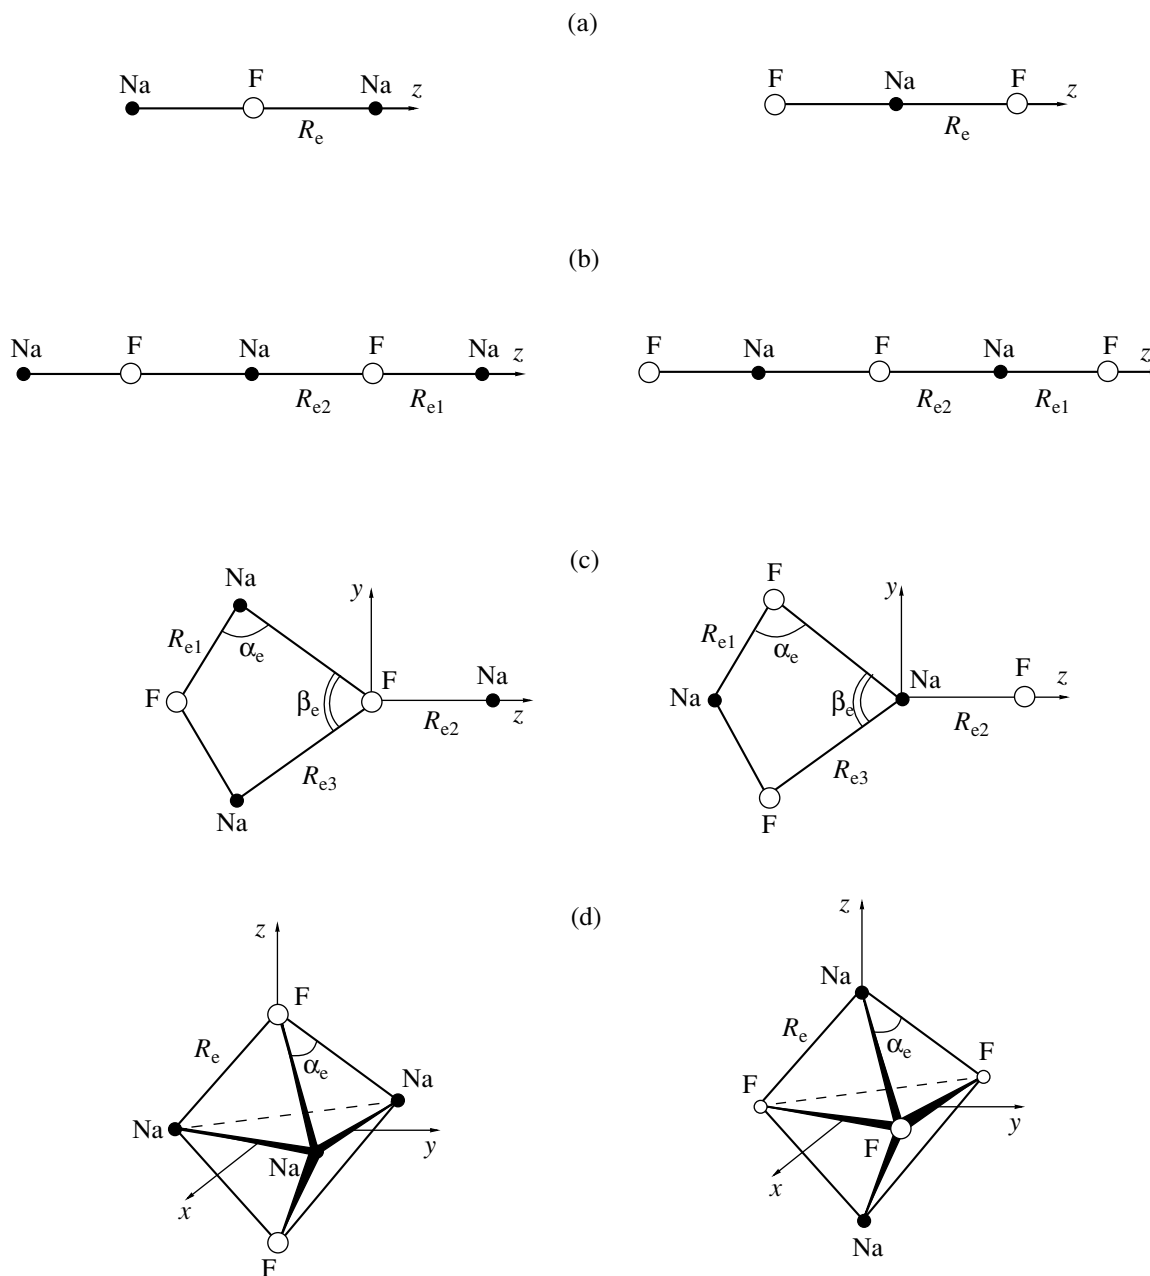 (a)
Na F Na z
R_e
F Na F z
R_e
(b)
Na F Na F Na z
R_e2 R_e1
F Na F Na F z
R_e2 R_e1
(c)
Na y
R_e1 α_e
F β_e F Na
R_e2 z
R_e3
Na
F y
R_e1 α_e
Na β_e Na F z
R_e2
R_e3
F
(d)
z
F
R_e α_e
Na
Na
Na y
x
F
z
Na
R_e α_e
F
F
F y
x
Na